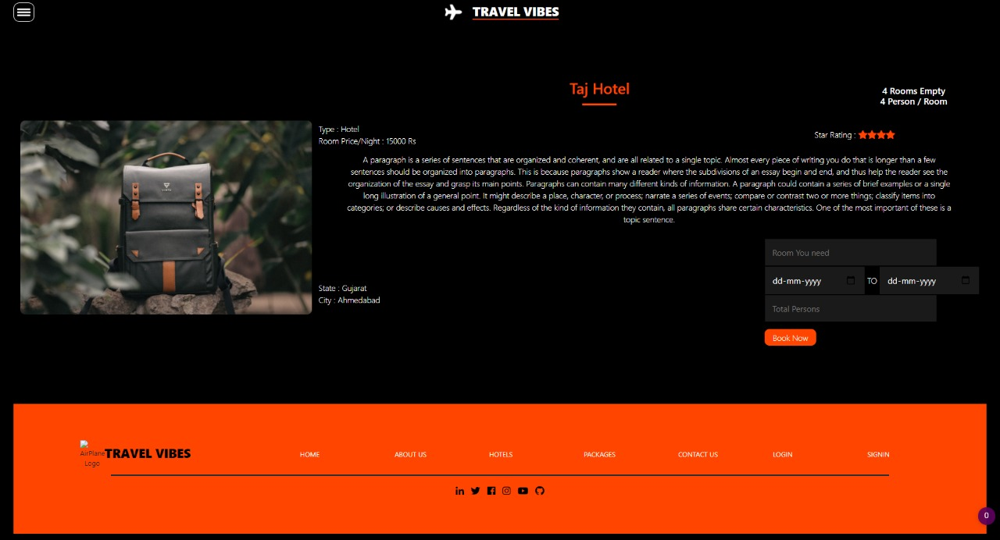 TRAVEL VIBES
Taj Hotel
4 Rooms Empty
4 Person / Room
Type : Hotel
Room Price/Night : 15000 Rs
Star Rating :
A paragraph is a series of sentences that are organized and coherent, and are all related to a single topic. Almost every piece of writing you do that is longer than a few
sentences should be organized into paragraphs. This is because paragraphs show a reader where the subdivisions of an essay begin and end, and thus help the reader see the
organization of the essay and grasp its main points. Paragraphs can contain many different kinds of information. A paragraph could contain a series of brief examples or a single
long illustration of a general point. It might describe a place, character, or process; narrate a series of events; compare or contrast two or more things; classify items into
categories; or describe causes and effects. Regardless of the kind of information they contain, all paragraphs share certain characteristics. One of the most important of these is a
topic sentence.
Room You need
dd-mm-yyyy TO dd-mm-yyyy
Total Persons
Book Now
State : Gujarat
City : Ahmedabad
AirPlane
Logo
TRAVEL VIBES
HOME ABOUT US HOTELS PACKAGES CONTACT US LOGIN SIGNIN
0